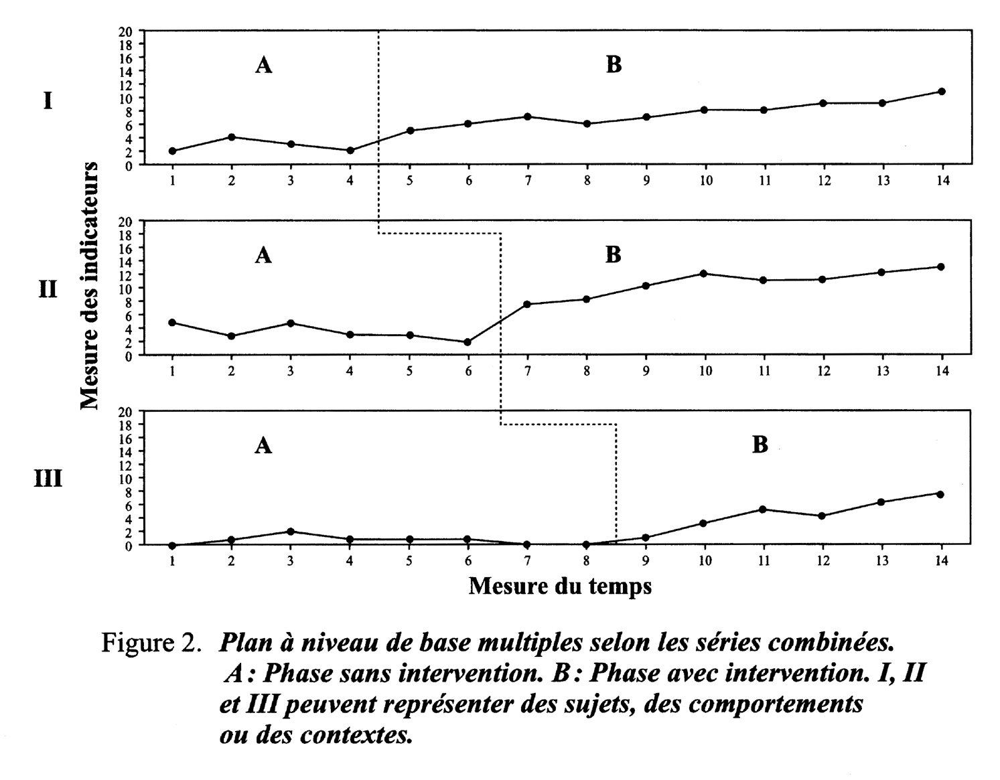 20
18
16
14
12
10
8
6
4
2
0
A
B
I
1 2 3 4 5 6 7 8 9 10 11 12 13 14
Mesure des indicateurs
20
18
16
14
12
10
8
6
4
2
0
A
B
II
1 2 3 4 5 6 7 8 9 10 11 12 13 14
20
18
16
14
12
10
8
6
4
2
0
A
B
III
1 2 3 4 5 6 7 8 9 10 11 12 13 14
Mesure du temps
Figure 2. Plan à niveau de base multiples selon les séries combinées.
A : Phase sans intervention. B : Phase avec intervention. I, II
et III peuvent représenter des sujets, des comportements
ou des contextes.